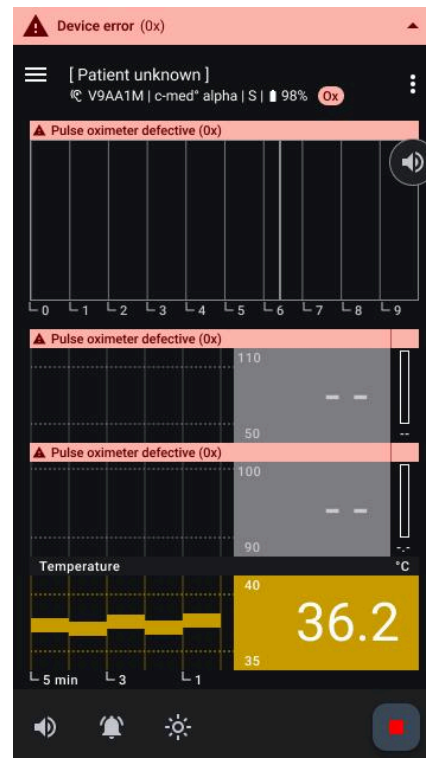 Device error (0x)
[ Patient unknown ]
V9AA1M | c-med° alpha | S | 98% 0x
Pulse oximeter defective (0x)
0 1 2 3 4 5 6 7 8 9
Pulse oximeter defective (0x)
110
-- 
50
--
Pulse oximeter defective (0x)
100
--
90
-.-
Temperature °C
40
36.2
35
5 min 3 1